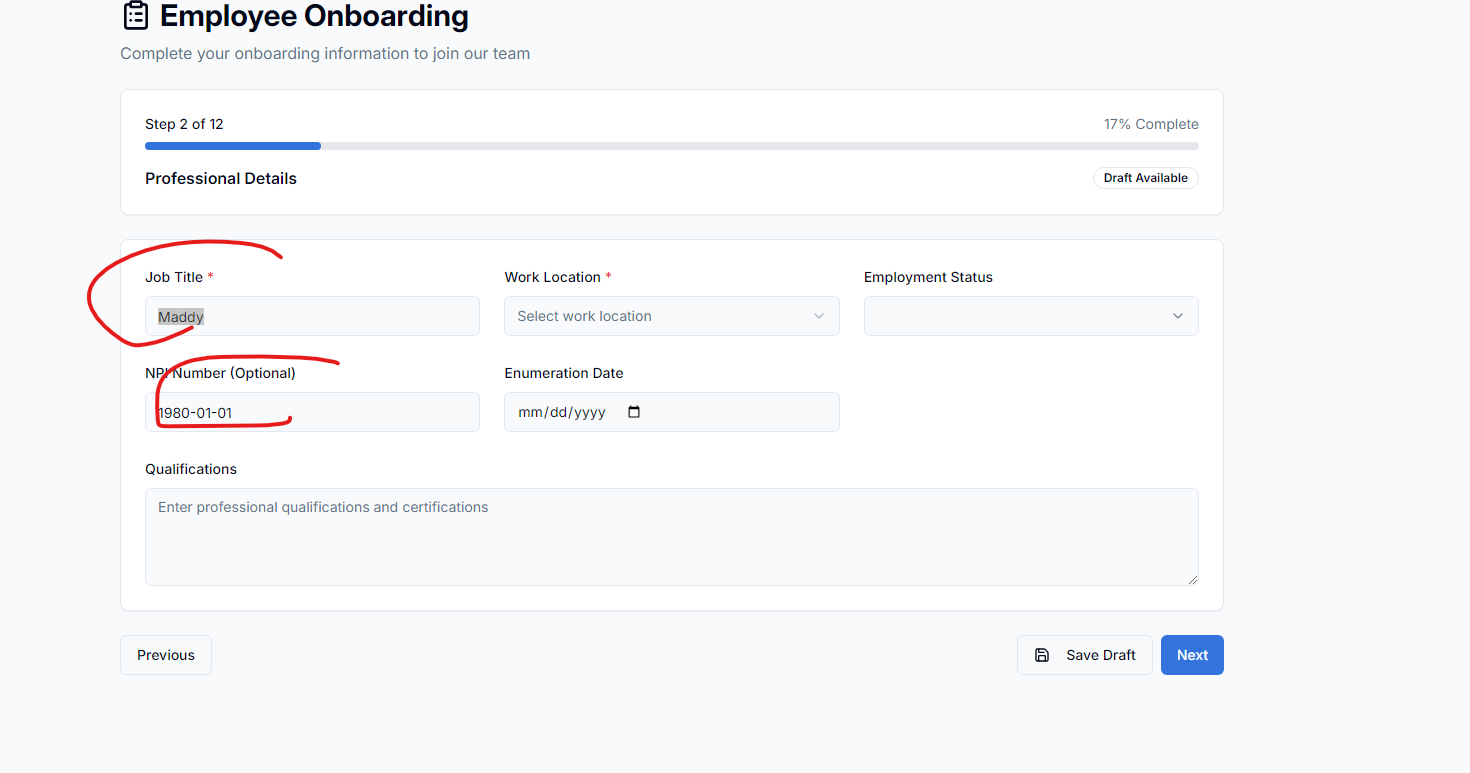 Employee Onboarding
Complete your onboarding information to join our team
Step 2 of 12
17% Complete
Professional Details
Draft Available
Job Title *
Work Location *
Employment Status
Maddy
Select work location
NPI Number (Optional)
Enumeration Date
1980-01-01
mm/dd/yyyy
Qualifications
Enter professional qualifications and certifications
Previous
Save Draft
Next